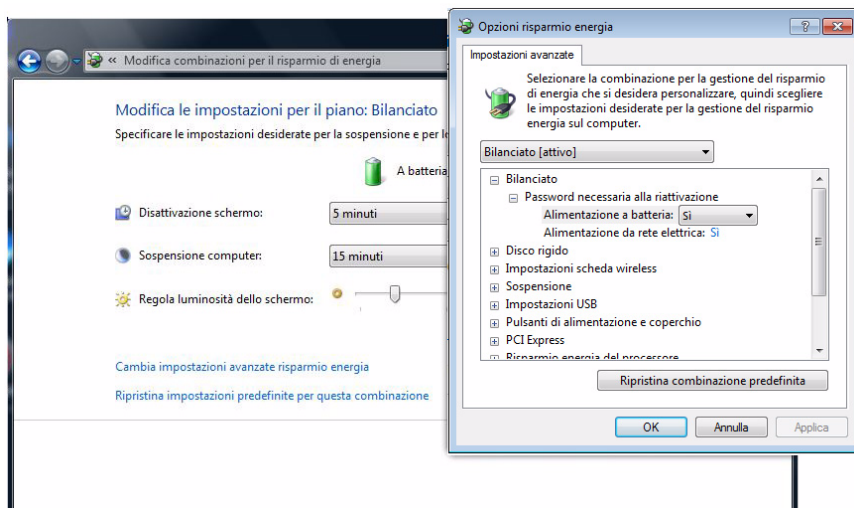 « Modifica combinazioni per il risparmio di energia
Modifica le impostazioni per il piano: Bilanciato
Specificare le impostazioni desiderate per la sospensione e per l
A batteria
Disattivazione schermo:
5 minuti
Sospensione computer:
15 minuti
Regola luminosità dello schermo:
Cambia impostazioni avanzate risparmio energia
Ripristina impostazioni predefinite per questa combinazione
Opzioni risparmio energia
Impostazioni avanzate
Selezionare la combinazione per la gestione del risparmio
di energia che si desidera personalizzare, quindi scegliere
le impostazioni desiderate per la gestione del risparmio
energia sul computer.
Bilanciato [attivo]
Bilanciato
Password necessaria alla riattivazione
Alimentazione a batteria: Sì
Alimentazione da rete elettrica: Sì
Disco rigido
Impostazioni scheda wireless
Sospensione
Impostazioni USB
Pulsanti di alimentazione e coperchio
PCI Express
Risparmio energia del processore
Ripristina combinazione predefinita
OK
Annulla
Applica